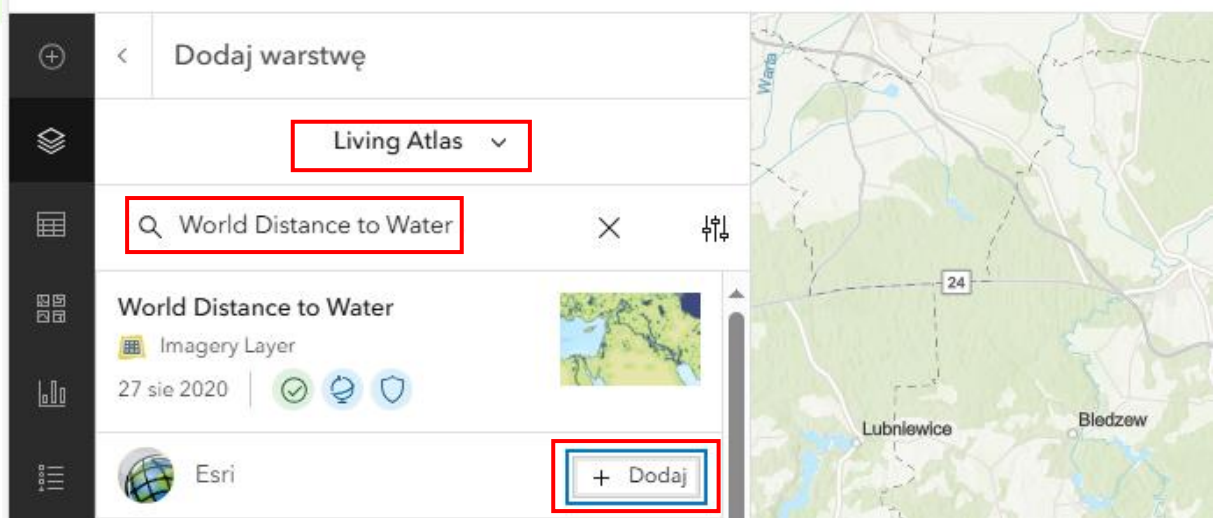 Dodaj warstwę
Living Atlas
World Distance to Water
World Distance to Water
Imagery Layer
27 sie 2020
Esri
+ Dodaj
Warta
24
Lubniewice
Bledzew